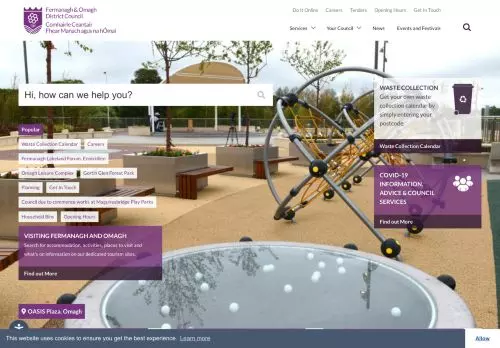 Fermanagh & Omagh
District Council
Comhairle Ceantair
Fhear Manach agus na hÓmaí
Do It Online Careers Tenders Opening Hours Get In Touch
Services Your Council News Events and Festivals
Hi, how can we help you?
Popular
Waste Collection Calendar Careers
Fermanagh Lakeland Forum, Enniskillen
Omagh Leisure Complex Gortin Glen Forest Park
Planning Get In Touch
Council due to commence works at Maguiresbridge Play Parks
Household Bins Opening Hours
VISITING FERMANAGH AND OMAGH
Search for accommodation, activities, places to visit and
what's on information on our dedicated tourism sites.
Find out More
WASTE COLLECTION
Get your own waste
collection calendar by
simply entering your
postcode
Waste Collection Calendar
COVID-19
INFORMATION,
ADVICE & COUNCIL
SERVICES
Find out More
OASIS Plaza, Omagh
This website uses cookies to ensure you get the best experience. Learn more
Allow